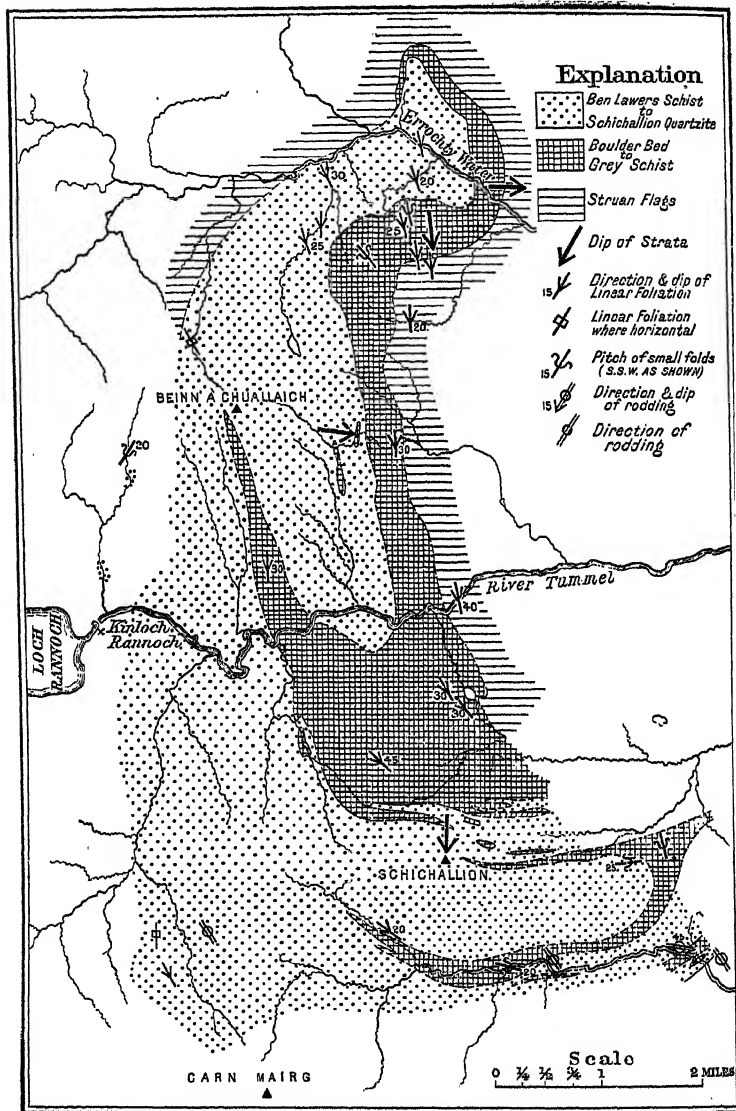 Explanation
Ben Lawers Schist
to
Schichallion Quartzite
Boulder Bed
to
Grey Schist
Struan Flags
Dip of Strata
15
Direction & dip of
Linear Foliation
Linear Foliation
where horizontal
15
Pitch of small folds
(S.S.W. AS SHOWN)
15
Direction & dip
of rodding
Direction of
rodding
Errochty Water
30
20
25
25
20
BEINN A CHUALLAICH
20
30
30
River Tummel
40
LOCH
RANNOCH
Kinloch
Rannoch
30
30
45
SCHICHALLION
25
20
20
CARN MAIRG
Scale
0 ¼ ½ ¾ 1 2 MILES